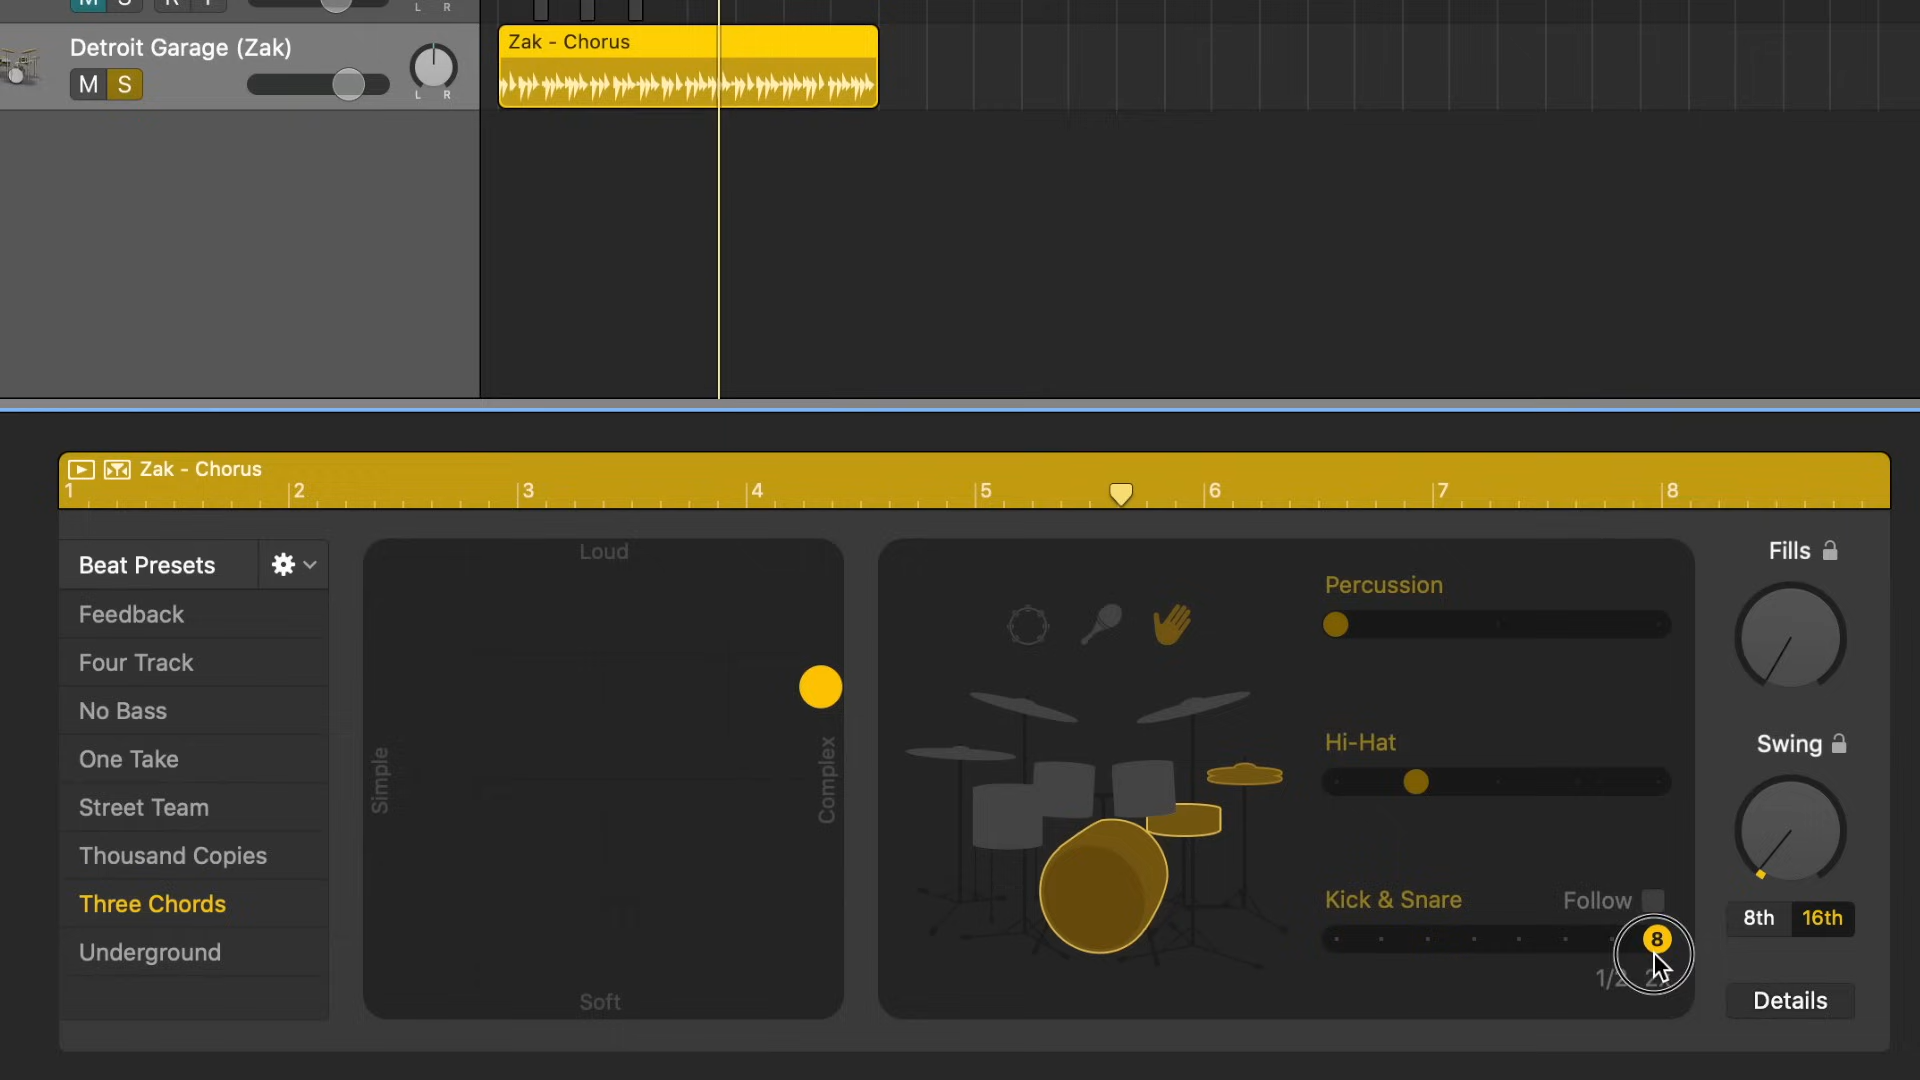 M S R I
L R
Detroit Garage (Zak)
M S
L R
Zak - Chorus
Zak - Chorus
1 2 3 4 5 6 7 8
Beat Presets
Feedback
Four Track
No Bass
One Take
Street Team
Thousand Copies
Three Chords
Underground
Loud
Simple
Complex
Soft
Percussion
Hi-Hat
Kick & Snare Follow
8
1/2
Fills
Swing
8th 16th
Details